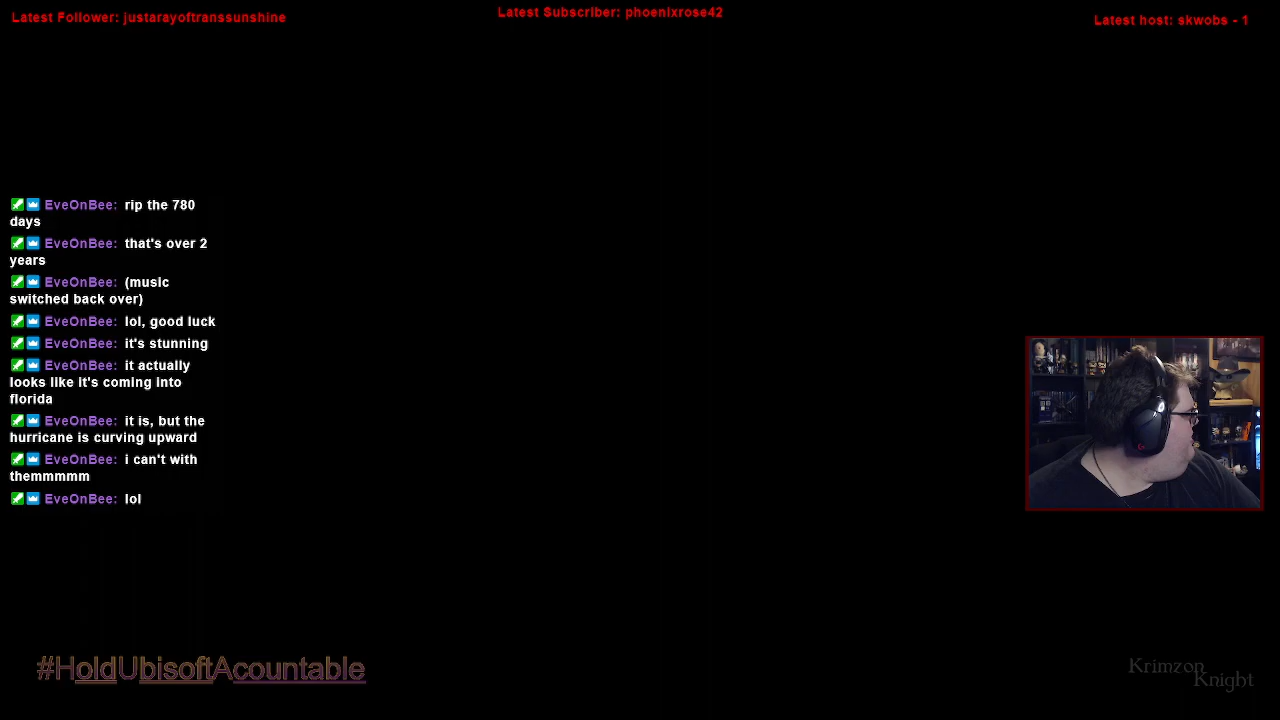 Latest Follower: justarayoftranssunshine
Latest Subscriber: phoenixrose42
Latest host: skwobs - 1
EveOnBee: rip the 780
days
EveOnBee: that's over 2
years
EveOnBee: (music
switched back over)
EveOnBee: lol, good luck
EveOnBee: it's stunning
EveOnBee: it actually
looks like it's coming into
florida
EveOnBee: it is, but the
hurricane is curving upward
EveOnBee: i can't with
themmmmm
EveOnBee: lol
#HoldUbisoftAcountable
Krimzon
Knight